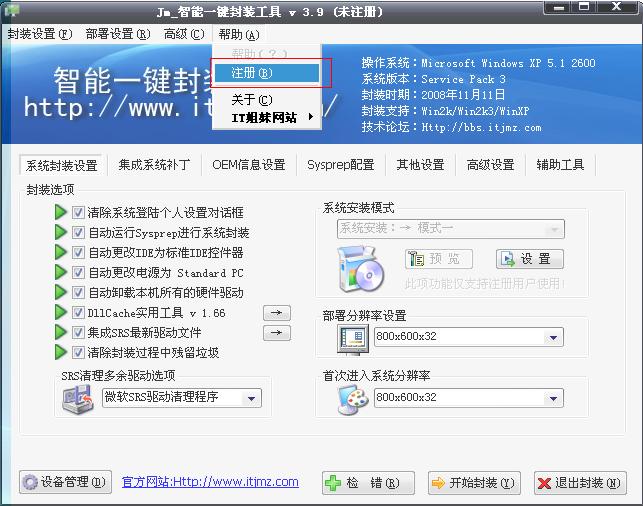 Jm_智能一键封装工具 v 3.9 (未注册)
封装设置(F) 部署设置(R) 高级(C) 帮助(A)
帮助(?)
注册(R)
关于(C)
IT姐妹网站
智能一键封
http://www.itjmz.
操作系统：Microsoft Windows XP 5.1 2600
系统版本：Service Pack 3
封装时期：2008年11月11日
封装支持：Win2k/Win2k3/WinXP
技术论坛：Http://bbs.itjmz.com
系统封装设置 集成系统补丁 OEM信息设置 Sysprep配置 其他设置 高级设置 辅助工具
封装选项
清除系统登陆个人设置对话框
自动运行Sysprep进行系统封装
自动更改IDE为标准IDE控件器
自动更改电源为 Standard PC
自动卸载本机所有的硬件驱动
DllCache实用工具 v 1.66 →
集成SRS最新驱动文件 →
清除封装过程中残留垃圾
SRS清理多余驱动选项
微软SRS驱动清理程序
系统安装模式
系统安装：→ 模式一
预 览 设 置
此项功能仅支持注册用户使用!
部署分辨率设置
800x600x32
首次进入系统分辨率
800x600x32
设备管理(D) 官方网站:Http://www.itjmz.com 检 错(R) 开始封装(Y) 退出封装(N)